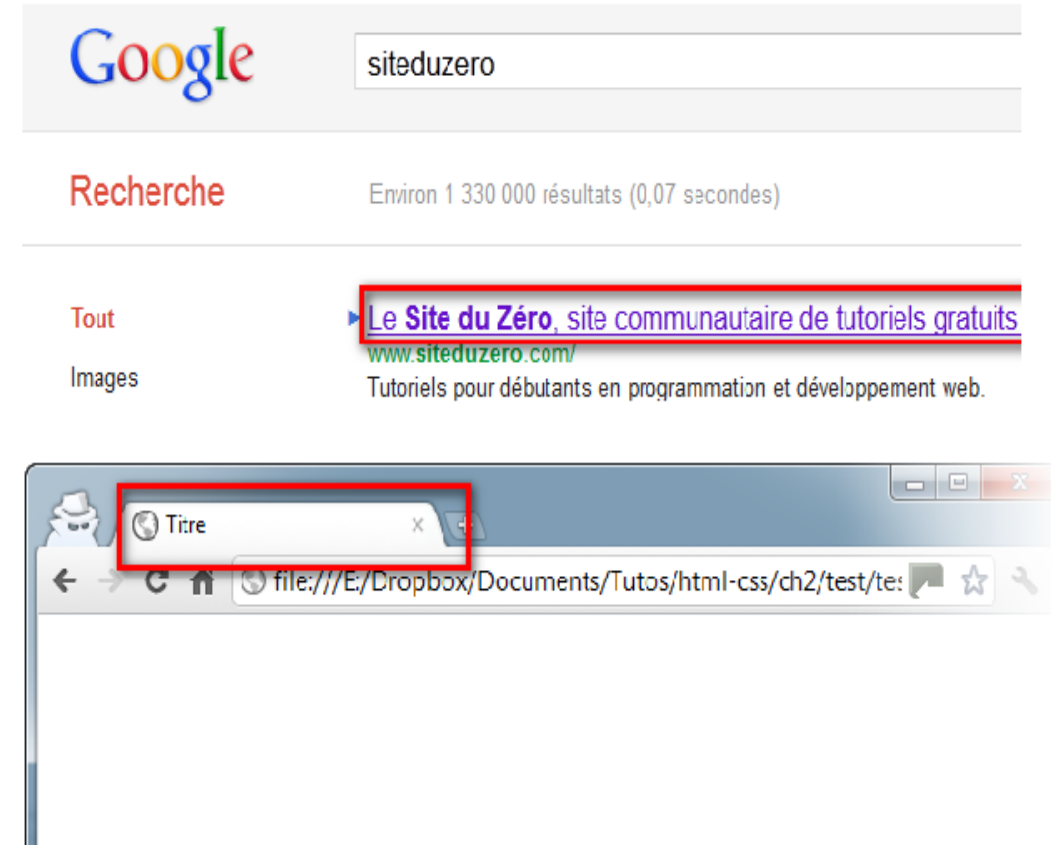 Google
siteduzero
Recherche
Environ 1 330 000 résultats (0,07 secondes)
Tout
Le Site du Zéro, site communautaire de tutoriels gratuits
www.siteduzero.com/
Images
Tutoriels pour débutants en programmation et développement web.
Titre
file:///E:/Dropbox/Documents/Tutos/html-css/ch2/test/tes